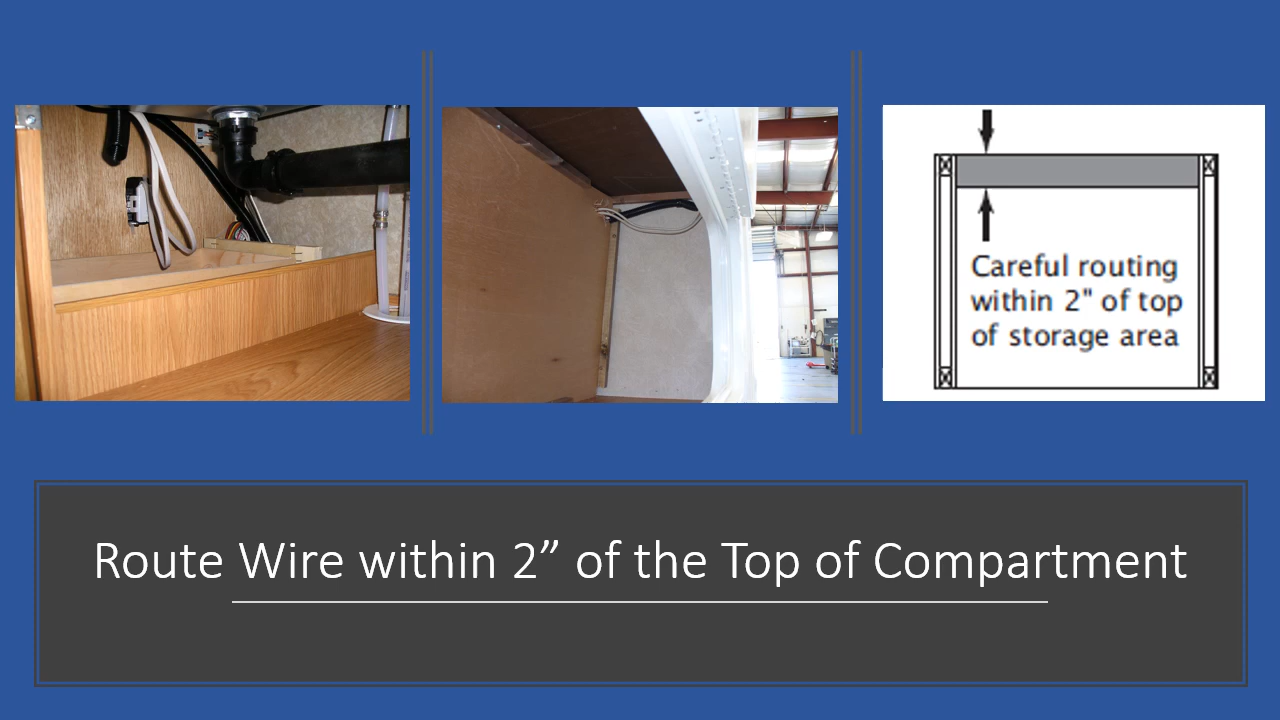 Careful routing
within 2" of top
of storage area
Route Wire within 2” of the Top of Compartment